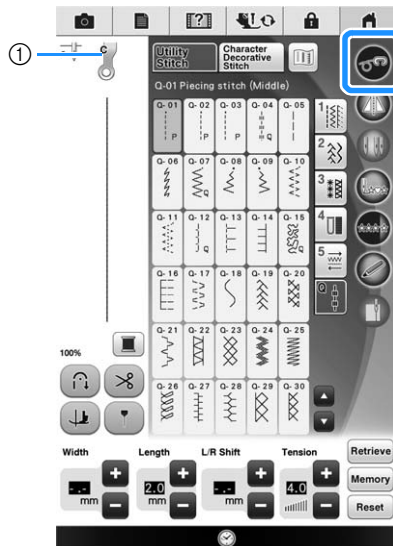 ?
①
C
Utility
Stitch
Character
Decorative
Stitch
Q-01 Piecing stitch (Middle)
Q-01 Q-02 Q-03 Q-04 Q-05
P P P Q
Q-06 Q-07 Q-08 Q-09 Q-10
Q
Q-11 Q-12 Q-13 Q-14 Q-15
Q Q
Q-16 Q-17 Q-18 Q-19 Q-20
Q-21 Q-22 Q-23 Q-24 Q-25
Q-26 Q-27 Q-28 Q-29 Q-30
1
2
3
4
5
Q
100%
Width Length L/R Shift Tension
-.- mm + −
2.0 mm + −
-.- mm + −
4.0 + −
Retrieve
Memory
Reset